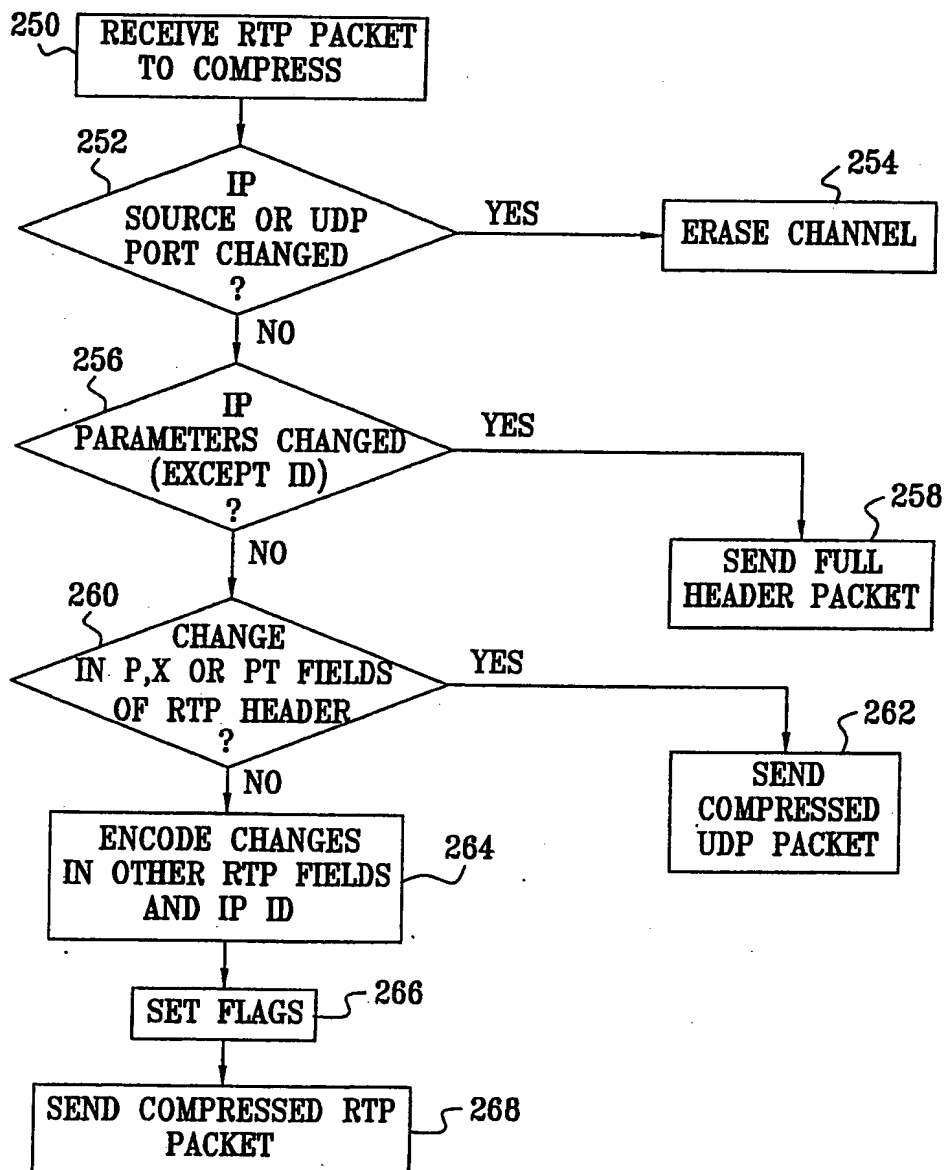 250
RECEIVE RTP PACKET
TO COMPRESS
252
IP
SOURCE OR UDP
PORT CHANGED
?
YES
254
ERASE CHANNEL
NO
256
IP
PARAMETERS CHANGED
(EXCEPT ID)
?
YES
258
SEND FULL
HEADER PACKET
NO
260
CHANGE
IN P,X OR PT FIELDS
OF RTP HEADER
?
YES
262
SEND
COMPRESSED
UDP PACKET
NO
ENCODE CHANGES
IN OTHER RTP FIELDS
AND IP ID
264
SET FLAGS
266
SEND COMPRESSED RTP
PACKET
268